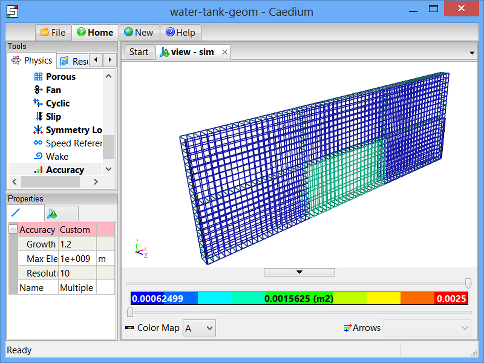 water-tank-geom - Caedium
File Home New Help
Tools
Physics Resu
Start view - sim
Porous
Fan
Cyclic
Slip
Symmetry Lo
Speed Referen
Wake
Accuracy
Properties
Accuracy Custom
Growth 1.2
Max Ele 1e+009 m
Resoluti 10
Name Multiple
Y
X
Z
0.00062499 0.0015625 (m2) 0.0025
Color Map A Arrows
Ready